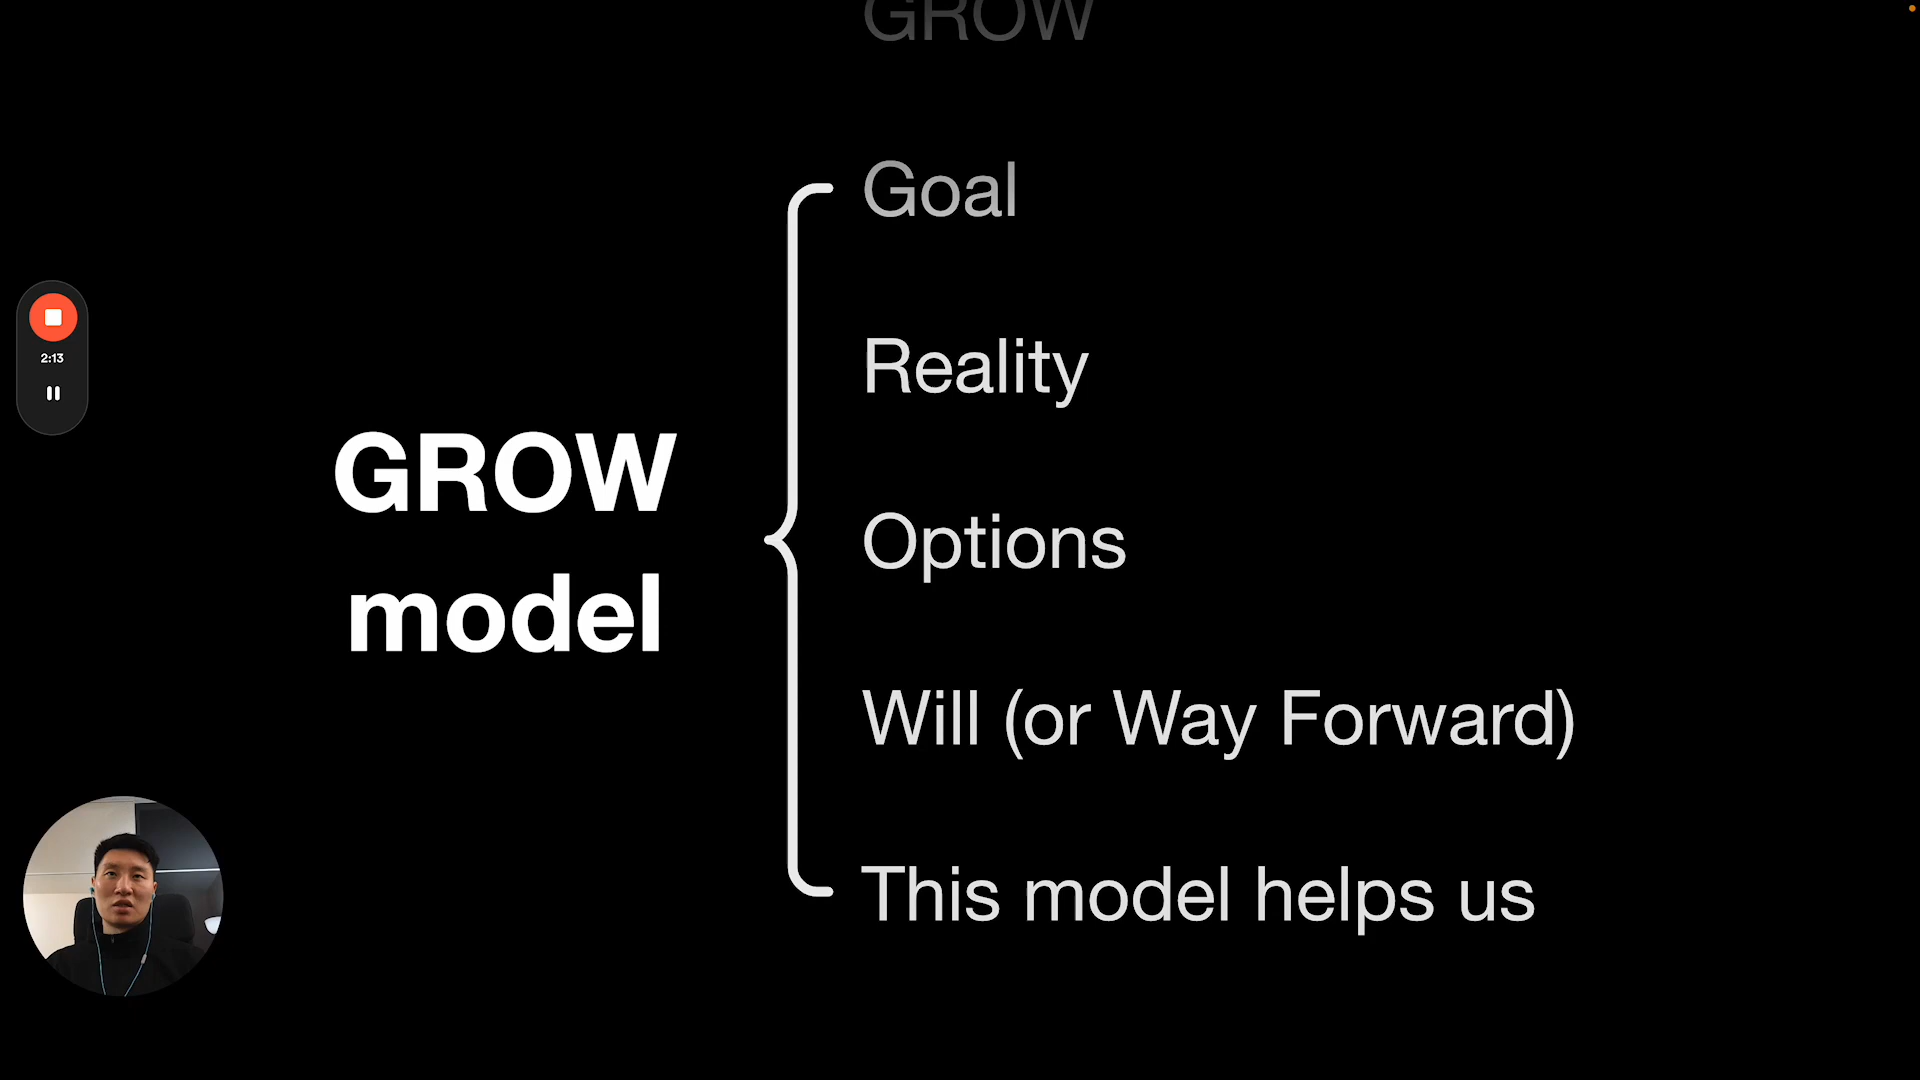 GROW
Goal
Reality
2:13
GROW
model
Options
Will (or Way Forward)
This model helps us